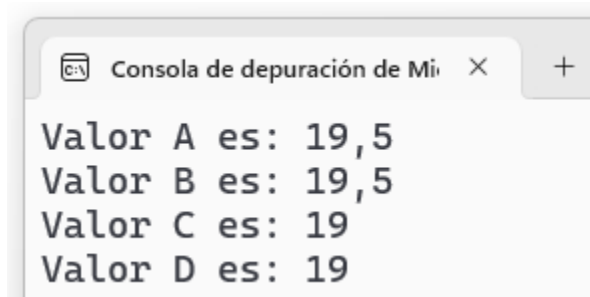 Consola de depuración de Mi
Valor A es: 19,5
Valor B es: 19,5
Valor C es: 19
Valor D es: 19